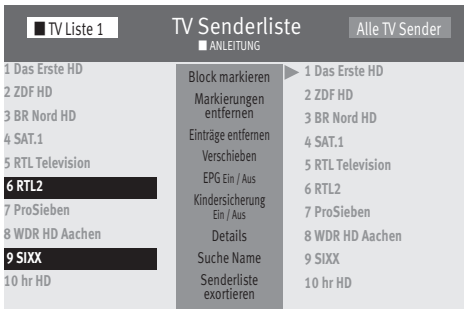 TV Liste 1
TV Senderliste
ANLEITUNG
Alle TV Sender
1 Das Erste HD
2 ZDF HD
3 BR Nord HD
4 SAT.1
5 RTL Television
6 RTL2
7 ProSieben
8 WDR HD Aachen
9 SIXX
10 hr HD
Block markieren
Markierungen
entfernen
Einträge entfernen
Verschieben
EPG Ein / Aus
Kindersicherung
Ein / Aus
Details
Suche Name
Senderliste
exortieren
1 Das Erste HD
2 ZDF HD
3 BR Nord HD
4 SAT.1
5 RTL Television
6 RTL2
7 ProSieben
8 WDR HD Aachen
9 SIXX
10 hr HD